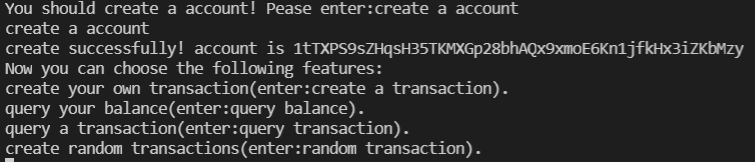 You should create a account! Pease enter:create a account
create a account
create successfully! account is 1tTXPS9sZHqsH35TKMXGp28bhAQx9xmoE6Kn1jfkHx3iZKbMzy
Now you can choose the following features:
create your own transaction(enter:create a transaction).
query your balance(enter:query balance).
query a transaction(enter:query transaction).
create random transactions(enter:random transaction).